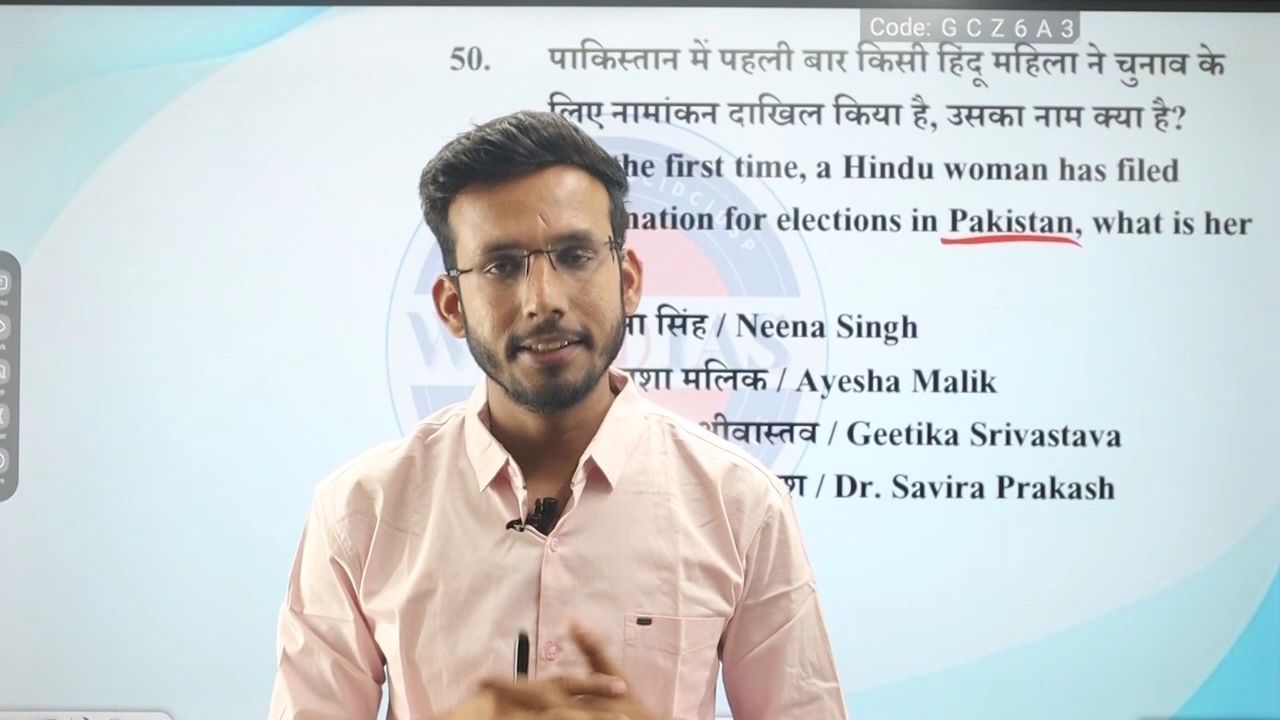 Code: G C Z 6 A 3
50. पाकिस्तान में पहली बार किसी हिंदू महिला ने चुनाव के
लिए नामांकन दाखिल किया है, उसका नाम क्या है?
the first time, a Hindu woman has filed
nation for elections in Pakistan, what is her
सिंह / Neena Singh
मलिक / Ayesha Malik
/ Geetika Srivastava
/ Dr. Savira Prakash